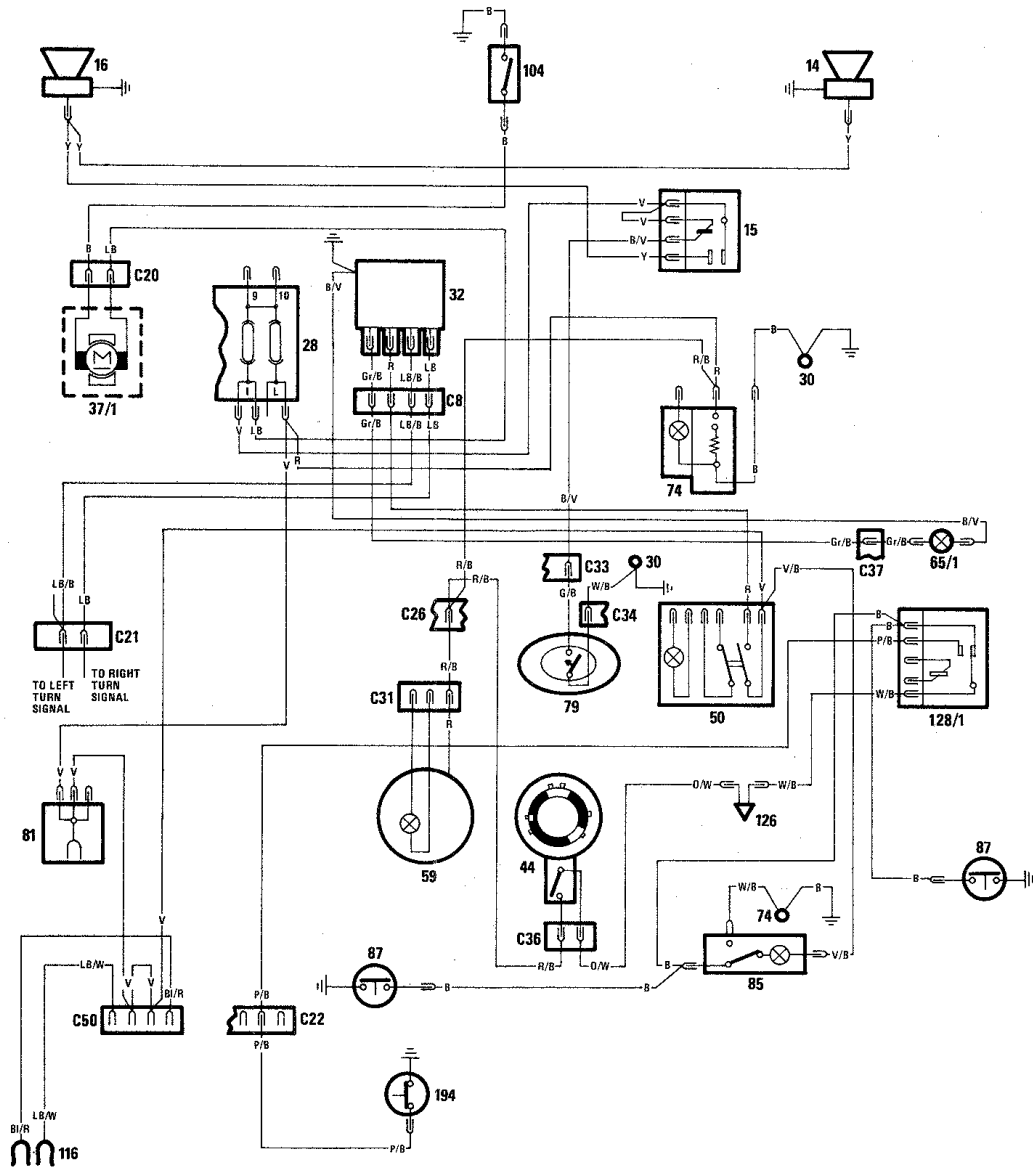 B
16
104
14
B
Y
Y
Y
V
V
15
B/V
Y
B
LB
C20
B/V
9
10
32
28
R/B
R
B
30
Gr/B
R
LB/B
LB
I
L
37/1
C8
Gr/B
LB/B
LB
V
LB
V
R
74
B
B/V
B/V
Gr/B
Gr/B
C37
65/1
LB/B
LB
R/B
R/B
C33
30
W/B
G/B
C34
R
V
V/B
C26
C21
B
B
P/B
W/B
128/1
TO LEFT
TURN
SIGNAL
TO RIGHT
TURN
SIGNAL
R/B
C31
R
79
50
V
V
81
59
O/W
W/B
126
44
87
B
W/B
B
74
V
C36
R/B
O/W
B
V/B
85
LB/W
V
BI/R
87
B
B
P/B
C50
C22
P/B
194
P/B
LB/W
BI/R
116